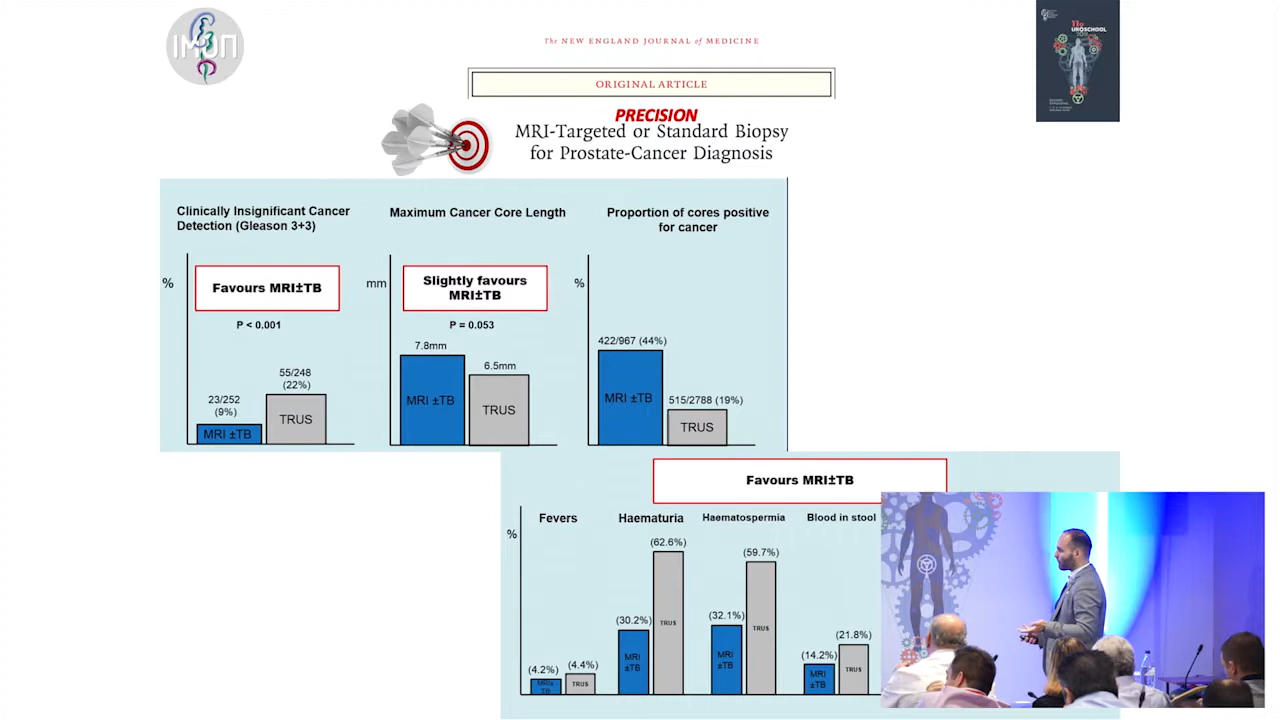 ІМОП
The NEW ENGLAND JOURNAL of MEDICINE
11o
UROSCHOOL
ORIGINAL ARTICLE
PRECISION
MRI-Targeted or Standard Biopsy
for Prostate-Cancer Diagnosis
Clinically Insignificant Cancer
Detection (Gleason 3+3)
%
Favours MRI±TB
P < 0.001
23/252
(9%)
MRI ±TB
55/248
(22%)
TRUS
Maximum Cancer Core Length
mm
Slightly favours
MRI±TB
P = 0.053
7.8mm
MRI ±TB
6.5mm
TRUS
Proportion of cores positive
for cancer
%
422/967 (44%)
MRI ±TB
515/2788 (19%)
TRUS
Favours MRI±TB
%
Fevers
(4.2%)
MRI±
TB
(4.4%)
TRUS
Haematuria
(30.2%)
MRI
±TB
(62.6%)
TRUS
Haematospermia
(32.1%)
MRI
±TB
(59.7%)
TRUS
Blood in stool
(14.2%)
MRI
±TB
(21.8%)
TRUS